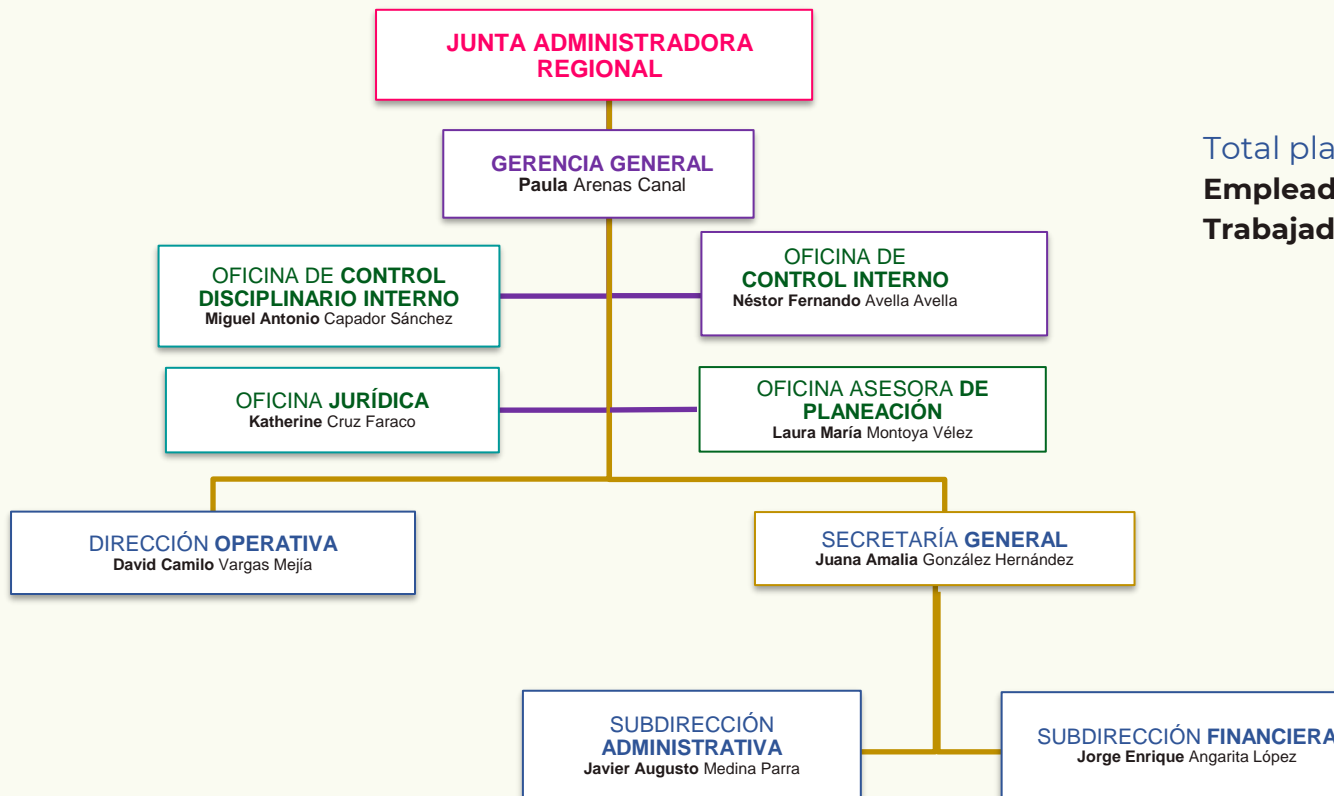 JUNTA ADMINISTRADORA
REGIONAL
GERENCIA GENERAL
Paula Arenas Canal
Total pla
Emplead
Trabajad
OFICINA DE CONTROL
DISCIPLINARIO INTERNO
Miguel Antonio Capador Sánchez
OFICINA DE
CONTROL INTERNO
Néstor Fernando Avella Avella
OFICINA JURÍDICA
Katherine Cruz Faraco
OFICINA ASESORA DE
PLANEACIÓN
Laura María Montoya Vélez
DIRECCIÓN OPERATIVA
David Camilo Vargas Mejía
SECRETARÍA GENERAL
Juana Amalia González Hernández
SUBDIRECCIÓN
ADMINISTRATIVA
Javier Augusto Medina Parra
SUBDIRECCIÓN FINANCIERA
Jorge Enrique Angarita López